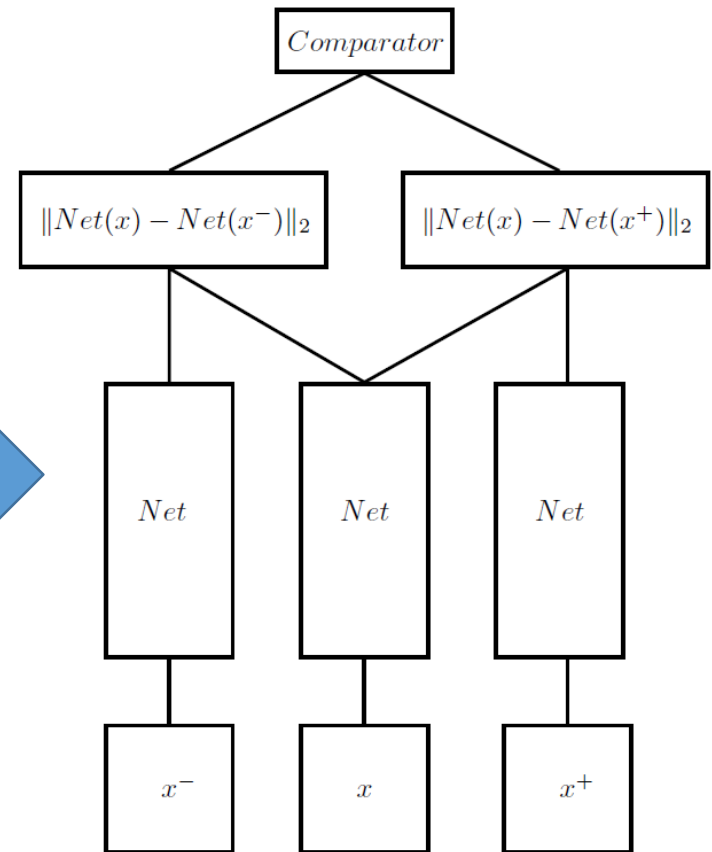 Comparator
‖Net(x) − Net(x⁻)‖₂
‖Net(x) − Net(x⁺)‖₂
Net
Net
Net
x⁻
x
x⁺